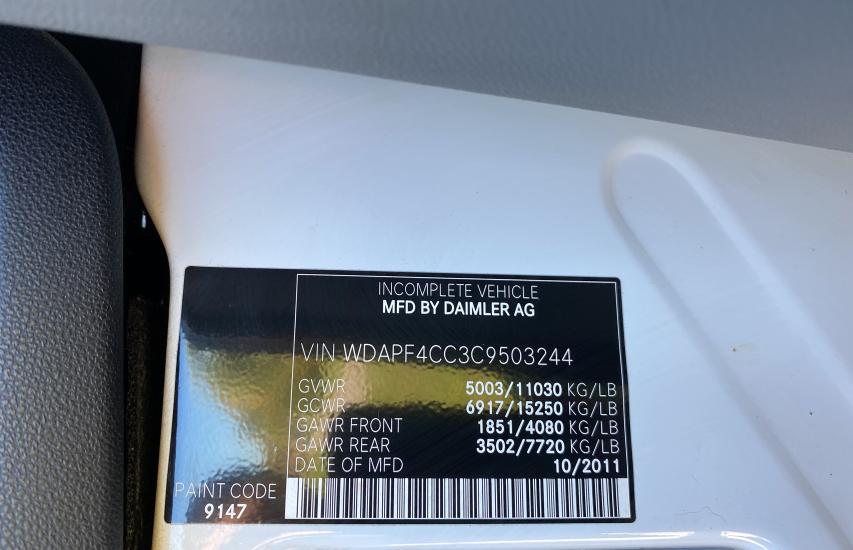 INCOMPLETE VEHICLE
MFD BY DAIMLER AG
VIN WDAPF4CC3C9503244
GVWR 5003/11030 KG/LB
GCWR 6917/15250 KG/LB
GAWR FRONT 1851/4080 KG/LB
GAWR REAR 3502/7720 KG/LB
DATE OF MFD 10/2011
PAINT CODE
9147